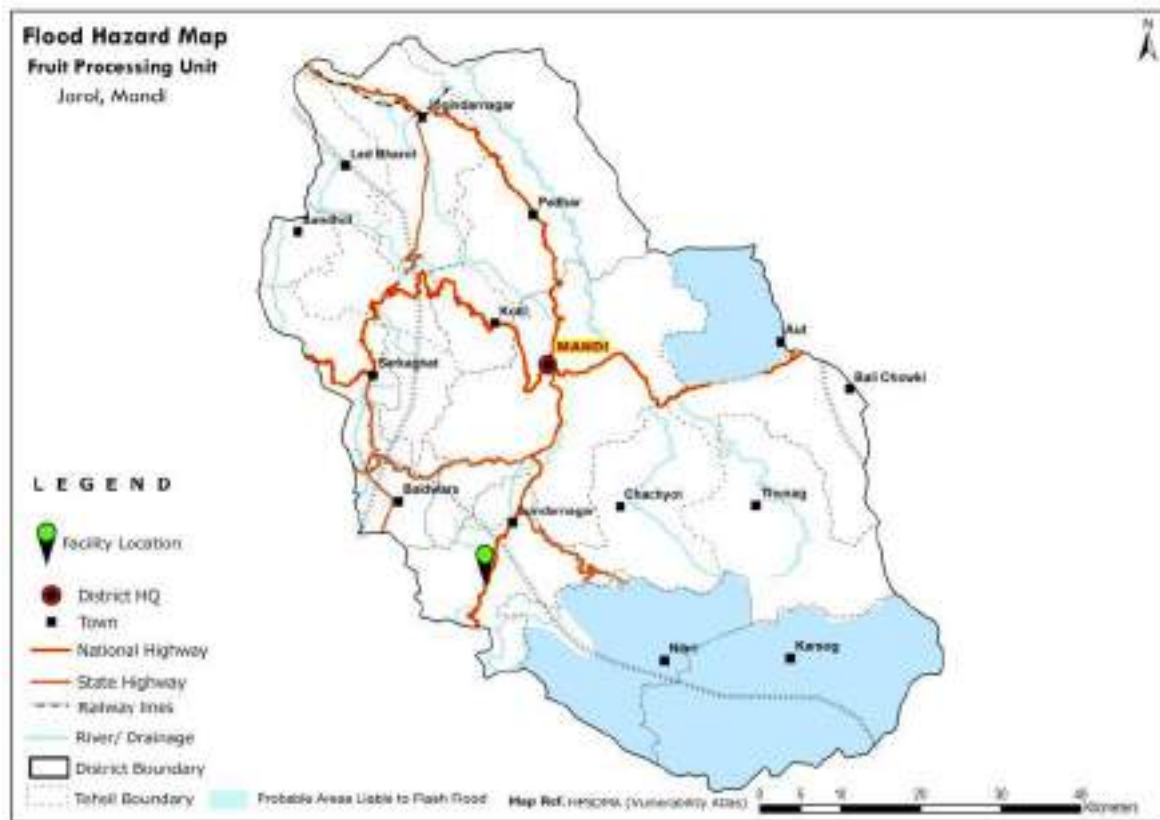 Flood Hazard Map
Fruit Processing Unit
Jarol, Mandi
N
Jogindarnagar
Lad Bharol
Padhar
Sandhol
Kotli
MANDI
Aut
Sarkaghat
Bali Chowki
Baldwara
Chachyot
Thunag
Sundarnagar
Nihri
Karsog
LEGEND
Facility Location
District HQ
Town
National Highway
State Highway
Railway lines
River/ Drainage
District Boundary
Tehsil Boundary
Probable Areas Liable to Flash Flood
Map Ref. HPSDMA (Vulnerability Atlas)
0 5 10 20 30 40
Kilometers